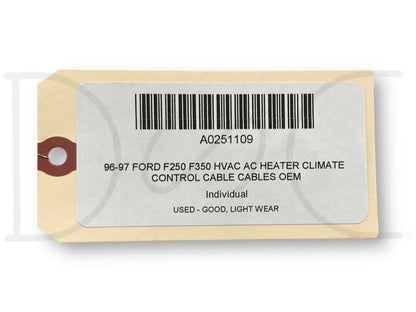 A0251109
96-97 FORD F250 F350 HVAC AC HEATER CLIMATE
CONTROL CABLE CABLES OEM
Individual
USED - GOOD, LIGHT WEAR